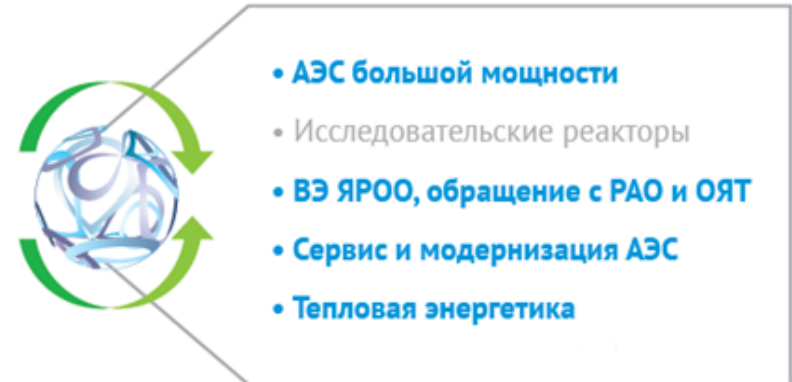 • АЭС большой мощности
• Исследовательские реакторы
• ВЭ ЯРОО, обращение с РАО и ОЯТ
• Сервис и модернизация АЭС
• Тепловая энергетика